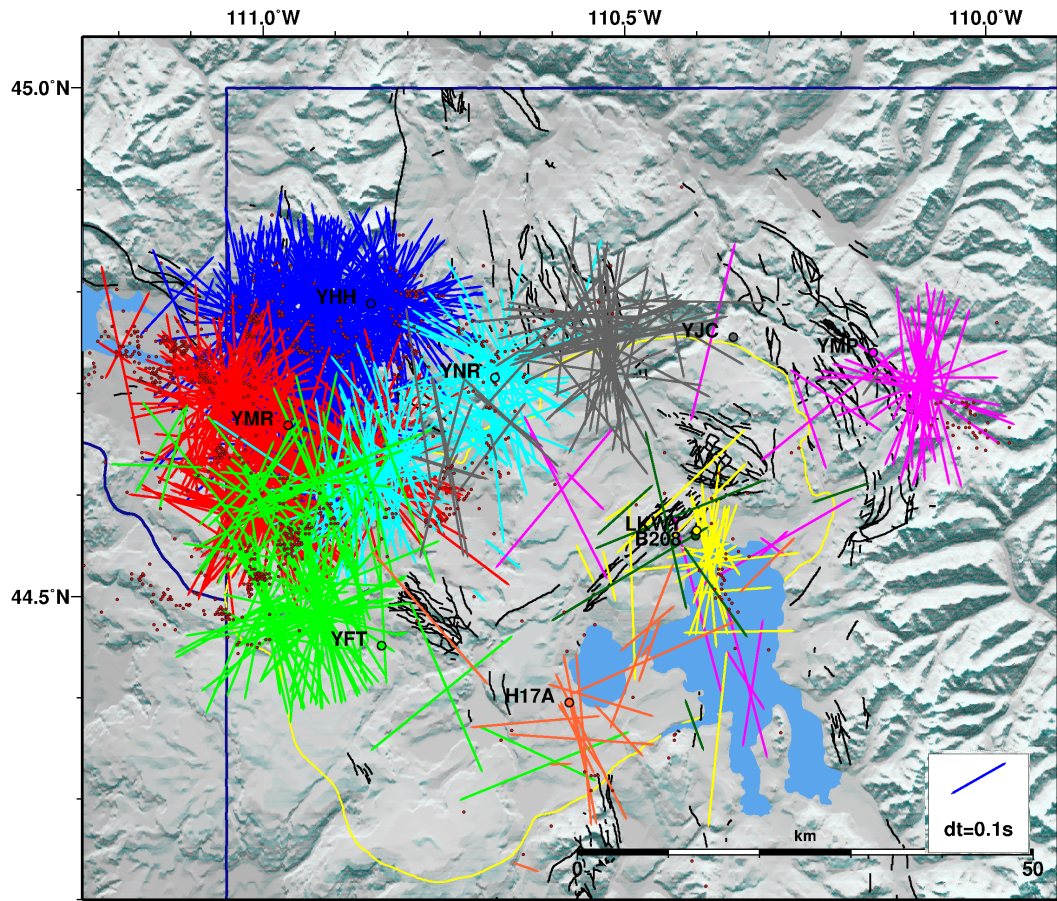 111.0°W 110.5°W 110.0°W
45.0°N
YHH
YJC
YMP
YNR
YMR
LKWY
B208
44.5°N
YFT
H17A
dt=0.1s
km
0 50